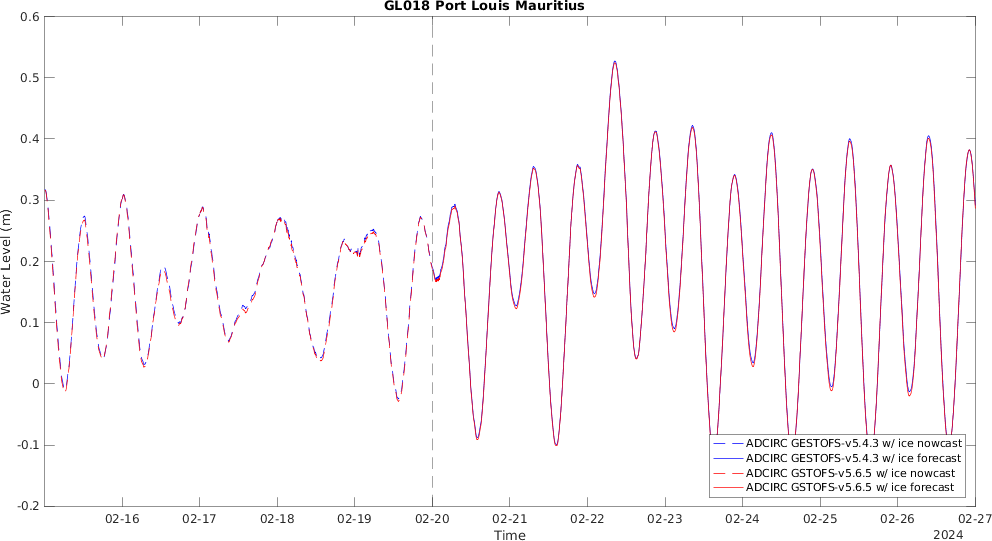 GL018 Port Louis Mauritius
Water Level (m)
0.6
0.5
0.4
0.3
0.2
0.1
0
-0.1
-0.2
ADCIRC GESTOFS-v5.4.3 w/ ice nowcast
ADCIRC GESTOFS-v5.4.3 w/ ice forecast
ADCIRC GSTOFS-v5.6.5 w/ ice nowcast
ADCIRC GSTOFS-v5.6.5 w/ ice forecast
02-16 02-17 02-18 02-19 02-20 02-21 02-22 02-23 02-24 02-25 02-26 02-27
Time
2024